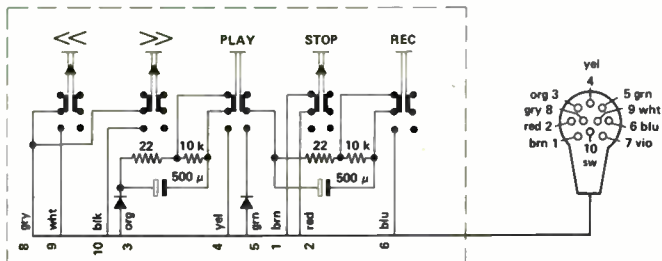 << >> PLAY STOP REC
yel
4
org 3 5 grn
gry 8 9 wht
red 2 6 blu
brn 1 7 vio
10
sw
22 10 k 22 10 k
500 µ 500 µ
gry wht blk org yel grn brn red blu
8 9 10 3 4 5 1 2 6